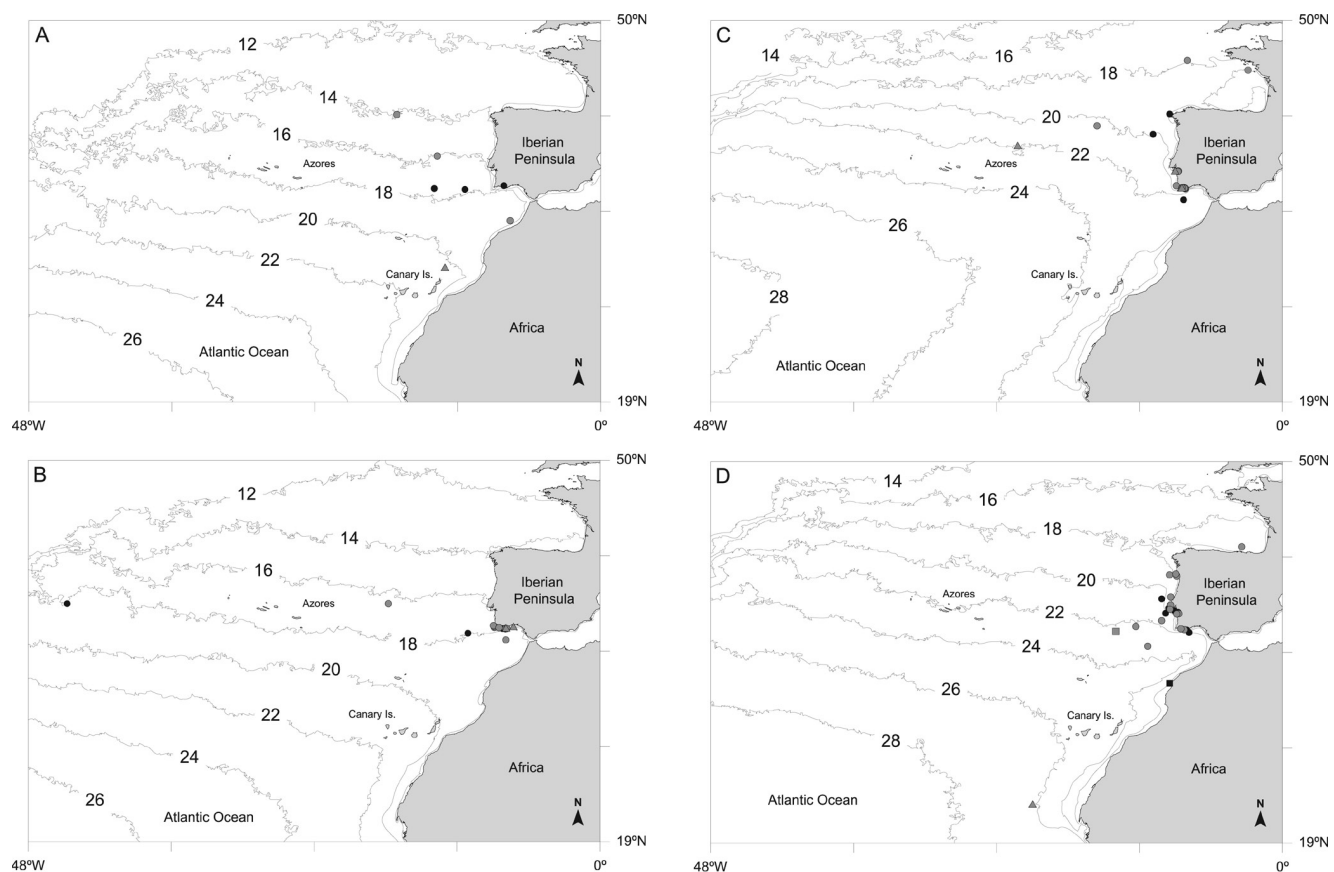 A
50ºN
12
14
16
Iberian
Peninsula
Azores
18
20
22
Canary Is.
24
26
Africa
Atlantic Ocean
N
19ºN
48ºW
0º
C
50ºN
14
16
18
20
Iberian
Peninsula
22
Azores
24
26
Canary Is.
28
Africa
Atlantic Ocean
N
19ºN
48ºW
0º
B
50ºN
12
14
16
Iberian
Peninsula
Azores
18
20
22
Canary Is.
24
26
Africa
Atlantic Ocean
N
19ºN
48ºW
0º
D
50ºN
14
16
18
20
Iberian
Peninsula
Azores
22
24
26
Canary Is.
28
Africa
Atlantic Ocean
N
19ºN
48ºW
0º